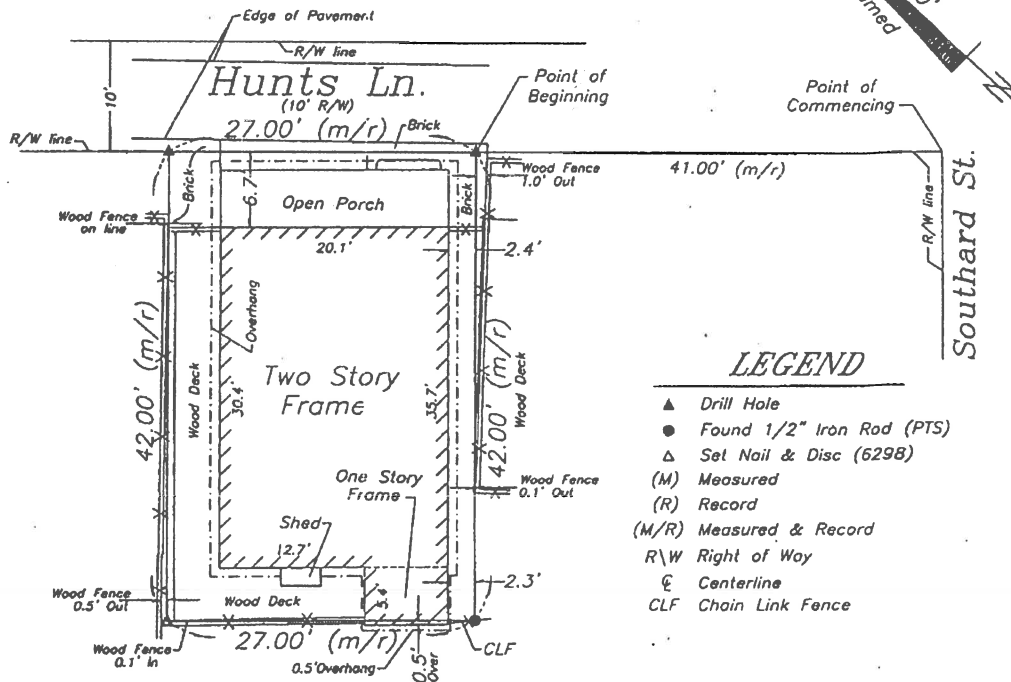 Edge of Pavement
R/W line
10'
Hunts Ln.
(10' R/W)
27.00' (m/r)
Brick
Point of
Beginning
Point of
Commencing
R/W line
Brick
6.7'
Open Porch
Brick
Wood Fence
1.0' Out
41.00' (m/r)
R/W line
Southard St.
Wood Fence
on line
20.1'
2.4'
Overhang
42.00' (m/r)
Wood Deck
Two Story
Frame
30.4'
35.7'
42.00' (m/r)
Wood Deck
One Story
Frame
Wood Fence
0.1' Out
Shed
12.7'
2.3'
Wood Fence
0.5' Out
Wood Deck
5.4'
Wood Fence
0.1' In
27.00' (m/r)
0.5' Overhang
0.5'
Over
CLF
LEGEND
Drill Hole
Found 1/2" Iron Rod (PTS)
Set Nail & Disc (6298)
(M) Measured
(R) Record
(M/R) Measured & Record
R\W Right of Way
℄ Centerline
CLF Chain Link Fence
N